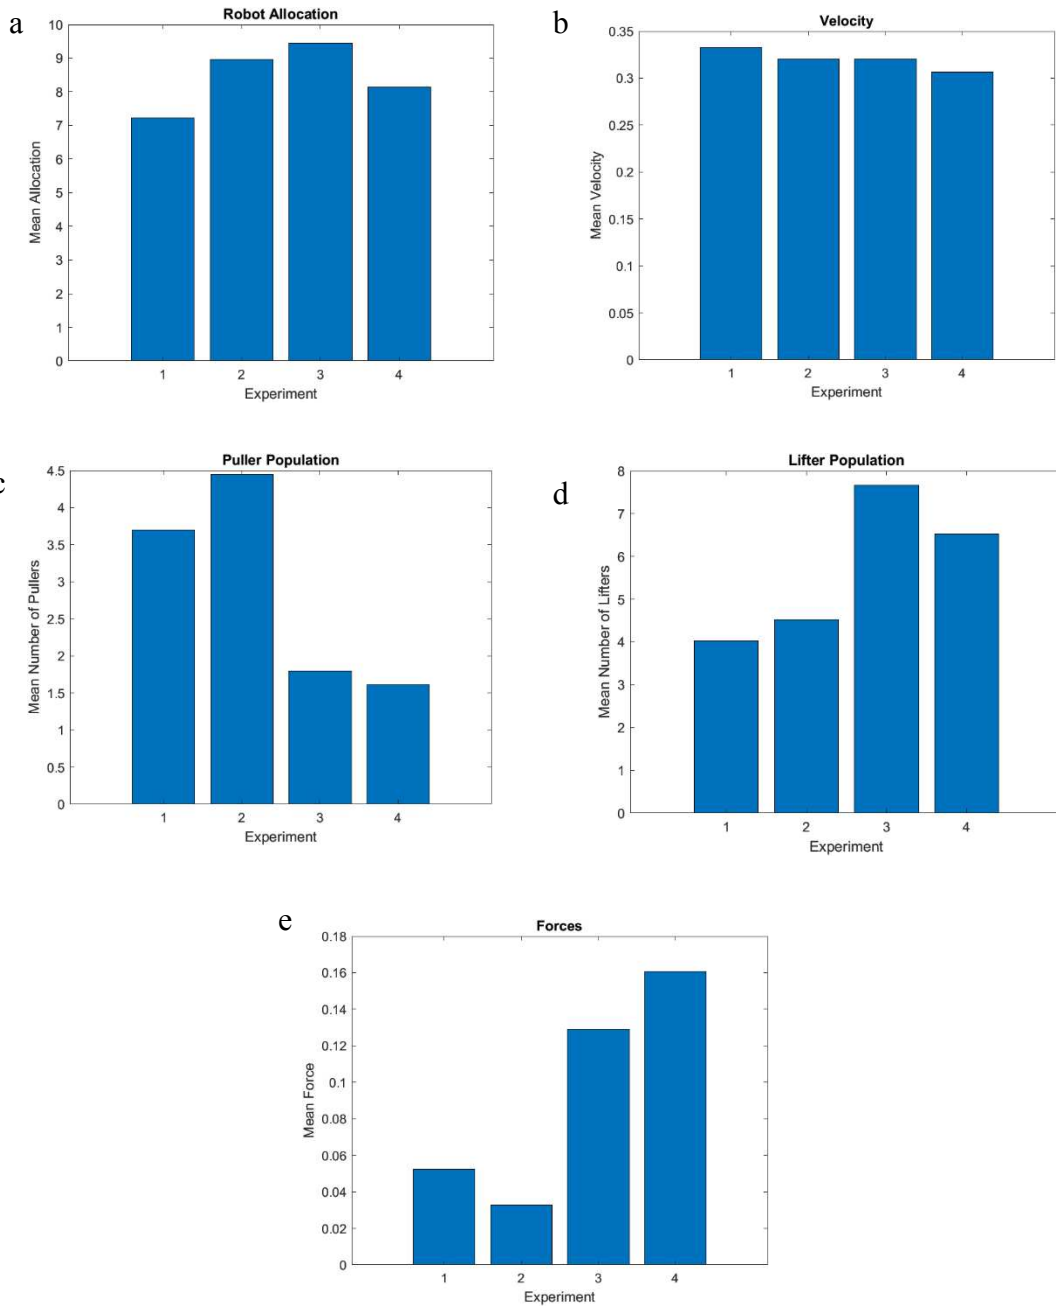 a
Robot Allocation
10
9
8
7
6
5
4
3
2
1
0
Mean Allocation
1 2 3 4
Experiment
b
Velocity
0.35
0.3
0.25
0.2
0.15
0.1
0.05
0
Mean Velocity
1 2 3 4
Experiment
c
Puller Population
4.5
4
3.5
3
2.5
2
1.5
1
0.5
0
Mean Number of Pullers
1 2 3 4
Experiment
d
Lifter Population
8
7
6
5
4
3
2
1
0
Mean Number of Lifters
1 2 3 4
Experiment
e
Forces
0.18
0.16
0.14
0.12
0.1
0.08
0.06
0.04
0.02
0
Mean Force
1 2 3 4
Experiment